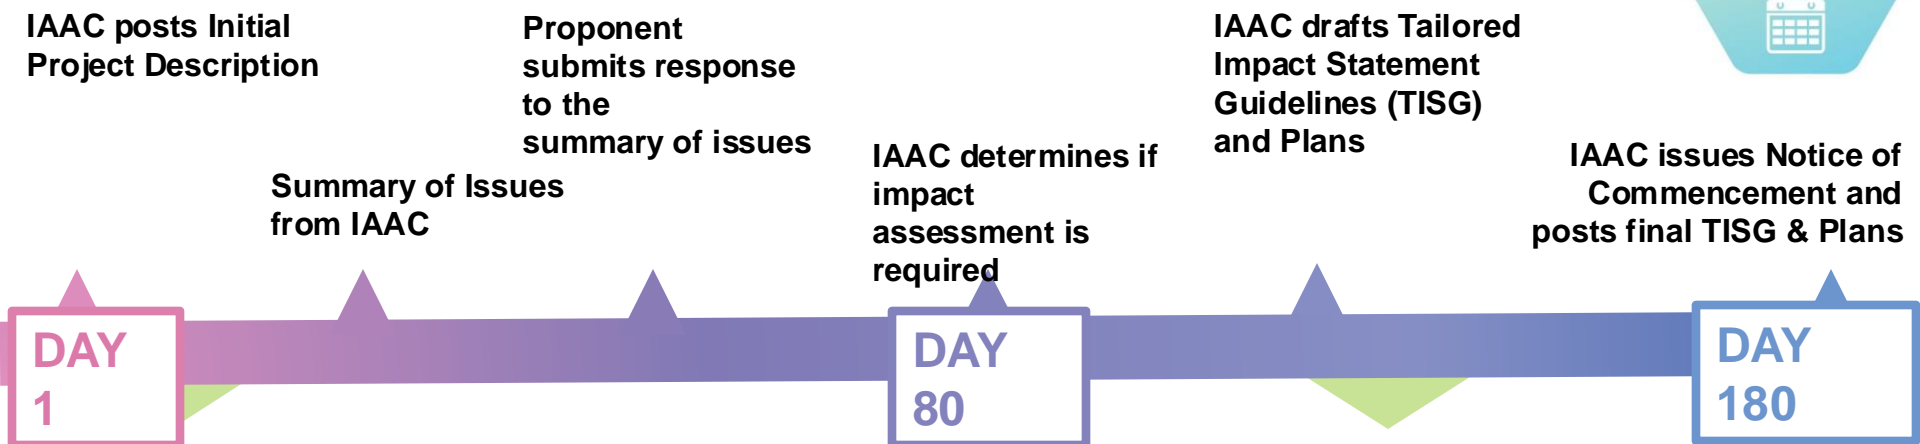 IAAC posts Initial
Project Description
Summary of Issues
from IAAC
Proponent
submits response
to the
summary of issues
IAAC determines if
impact
assessment is
required
IAAC drafts Tailored
Impact Statement
Guidelines (TISG)
and Plans
IAAC issues Notice of
Commencement and
posts final TISG & Plans
DAY
1
DAY
80
DAY
180